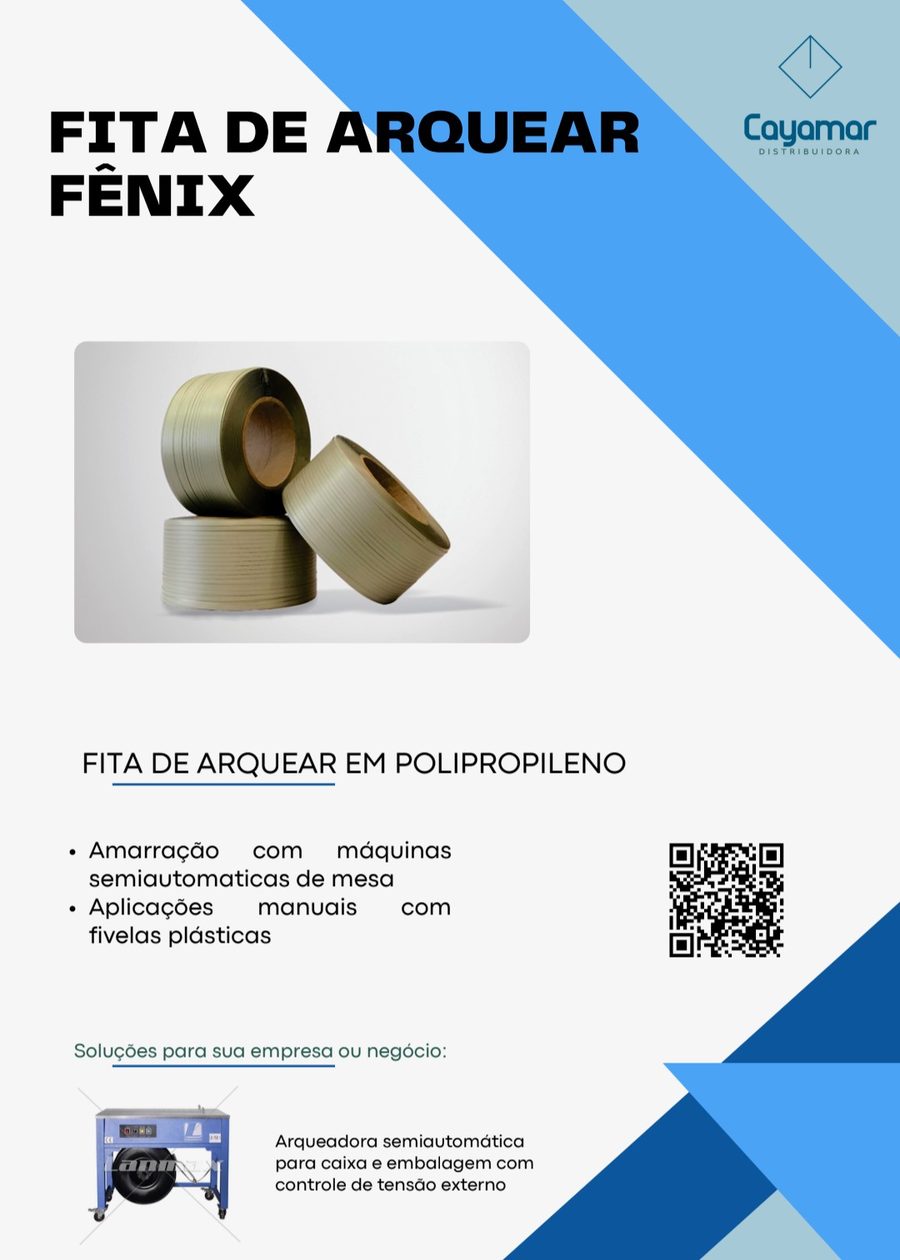 FITA DE ARQUEAR
FÊNIX
Cayamar
DISTRIBUIDORA
FITA DE ARQUEAR EM POLIPROPILENO
• Amarração com máquinas
semiautomaticas de mesa
• Aplicações manuais com
fivelas plásticas
Soluções para sua empresa ou negócio:
Lanmax
Arqueadora semiautomática
para caixa e embalagem com
controle de tensão externo